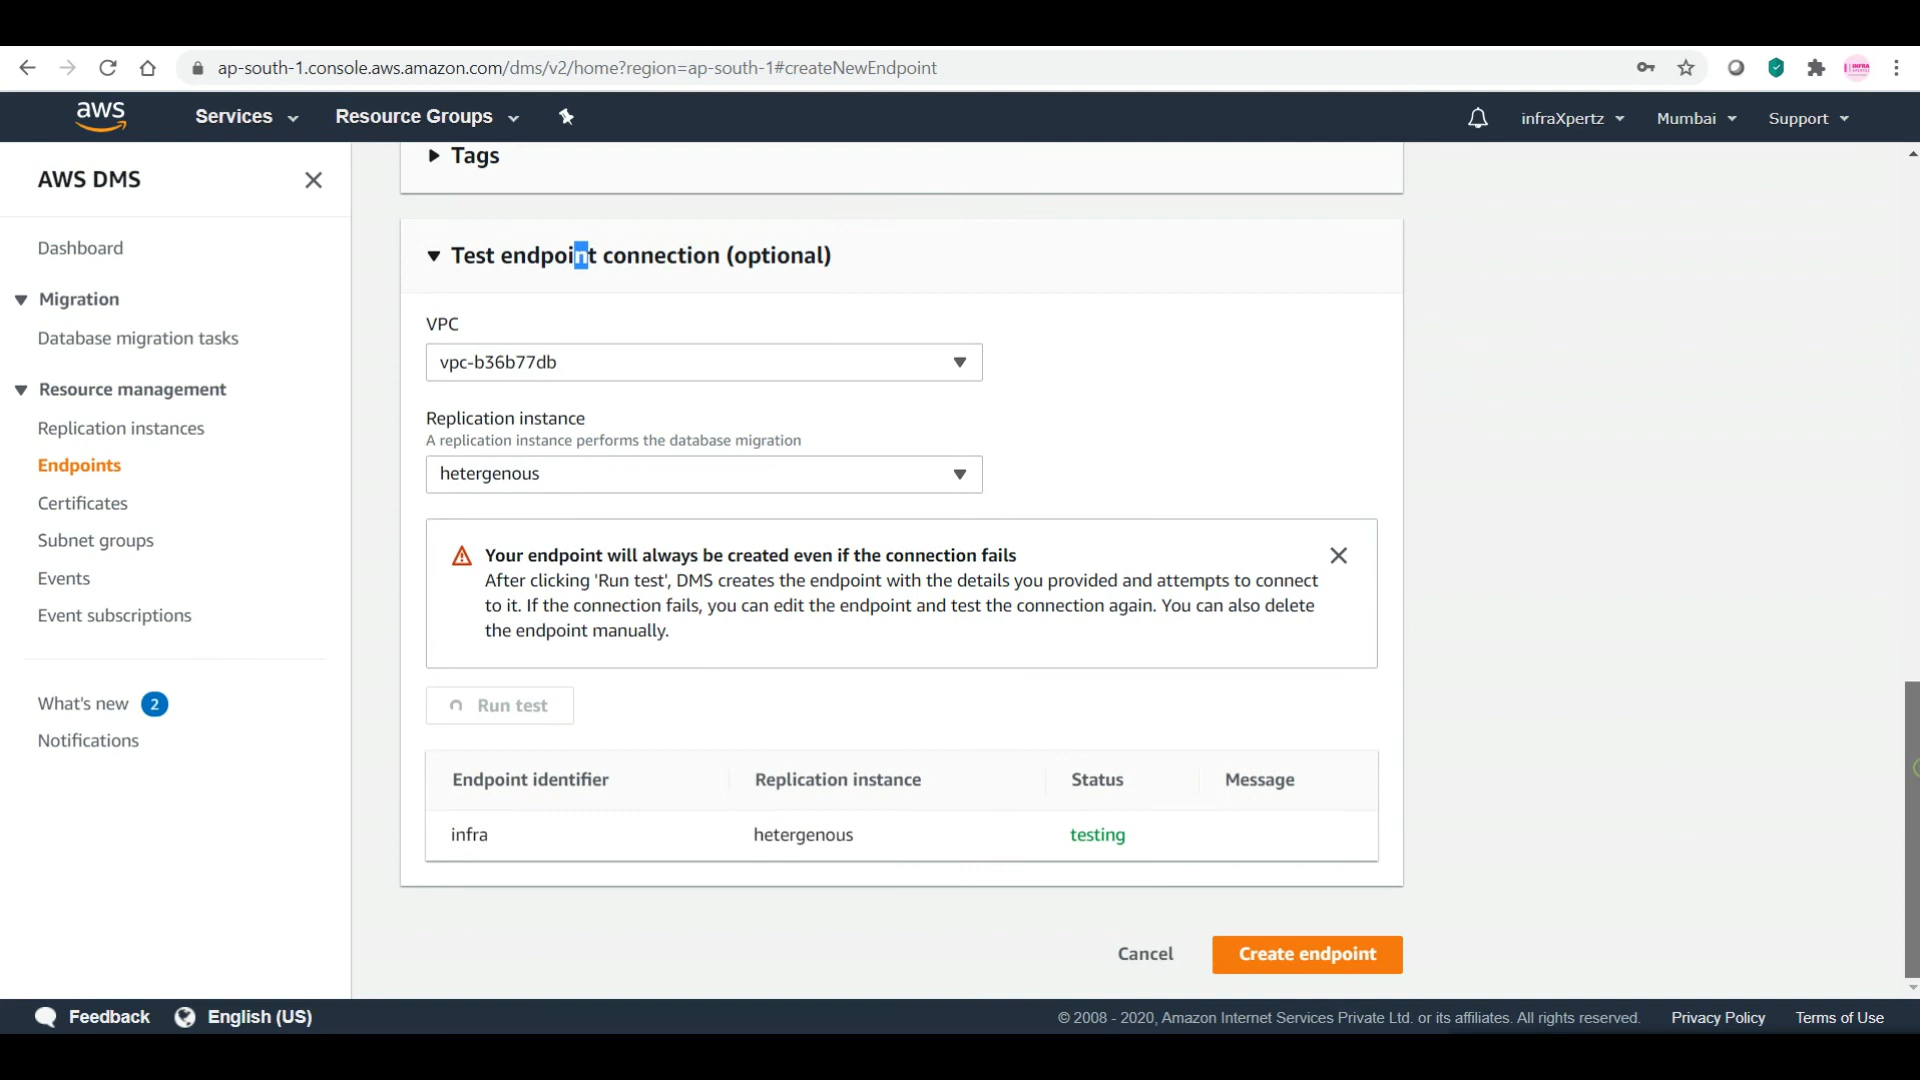 ap-south-1.console.aws.amazon.com/dms/v2/home?region=ap-south-1#createNewEndpoint
aws
Services
Resource Groups
infraXpertz
Mumbai
Support
AWS DMS
Dashboard
Migration
Database migration tasks
Resource management
Replication instances
Endpoints
Certificates
Subnet groups
Events
Event subscriptions
What's new 2
Notifications
Tags
Test endpoint connection (optional)
VPC
vpc-b36b77db
Replication instance
A replication instance performs the database migration
hetergenous
Your endpoint will always be created even if the connection fails
After clicking 'Run test', DMS creates the endpoint with the details you provided and attempts to connect
to it. If the connection fails, you can edit the endpoint and test the connection again. You can also delete
the endpoint manually.
Run test
Endpoint identifier Replication instance Status Message
infra hetergenous testing
Cancel Create endpoint
Feedback English (US)
© 2008 - 2020, Amazon Internet Services Private Ltd. or its affiliates. All rights reserved. Privacy Policy Terms of Use